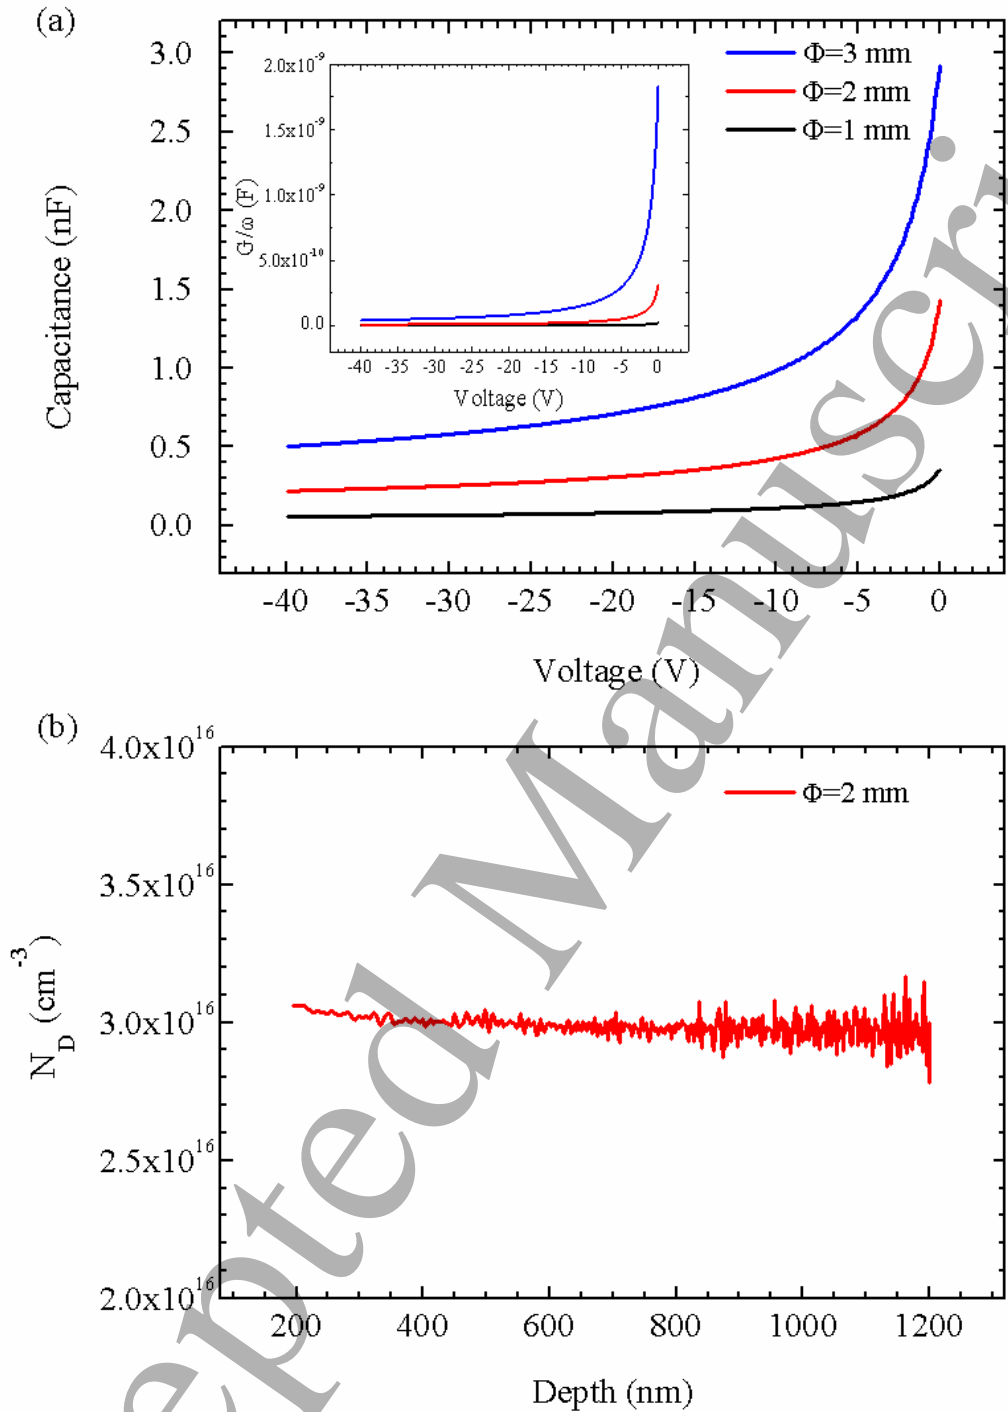 (a)
3.0
2.5
2.0
1.5
1.0
0.5
0.0
Capacitance (nF)
-40 -35 -30 -25 -20 -15 -10 -5 0
Voltage (V)
Φ=3 mm
Φ=2 mm
Φ=1 mm
2.0x10⁻⁹
1.5x10⁻⁹
1.0x10⁻⁹
5.0x10⁻¹⁰
0.0
G/ω (F)
-40 -35 -30 -25 -20 -15 -10 -5 0
Voltage (V)
(b)
4.0x10¹⁶
3.5x10¹⁶
3.0x10¹⁶
2.5x10¹⁶
2.0x10¹⁶
N_D (cm⁻³)
Φ=2 mm
200 400 600 800 1000 1200
Depth (nm)
epted Manuscri